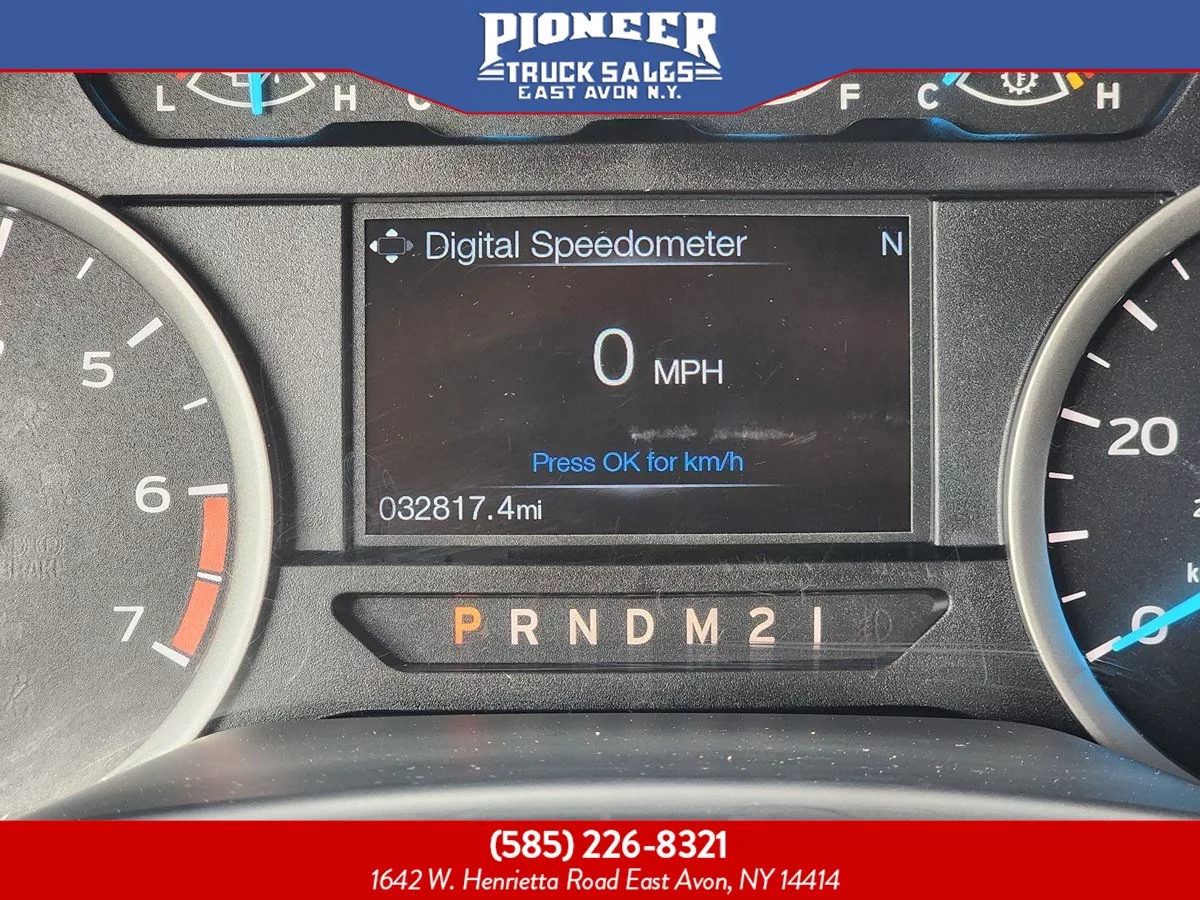 PIONEER
TRUCK SALES
EAST AVON N.Y.
L H C F C H
Digital Speedometer N
0 MPH
Press OK for km/h
032817.4mi
5
6
7
20
0
P R N D M 2 1
(585) 226-8321
1642 W. Henrietta Road East Avon, NY 14414